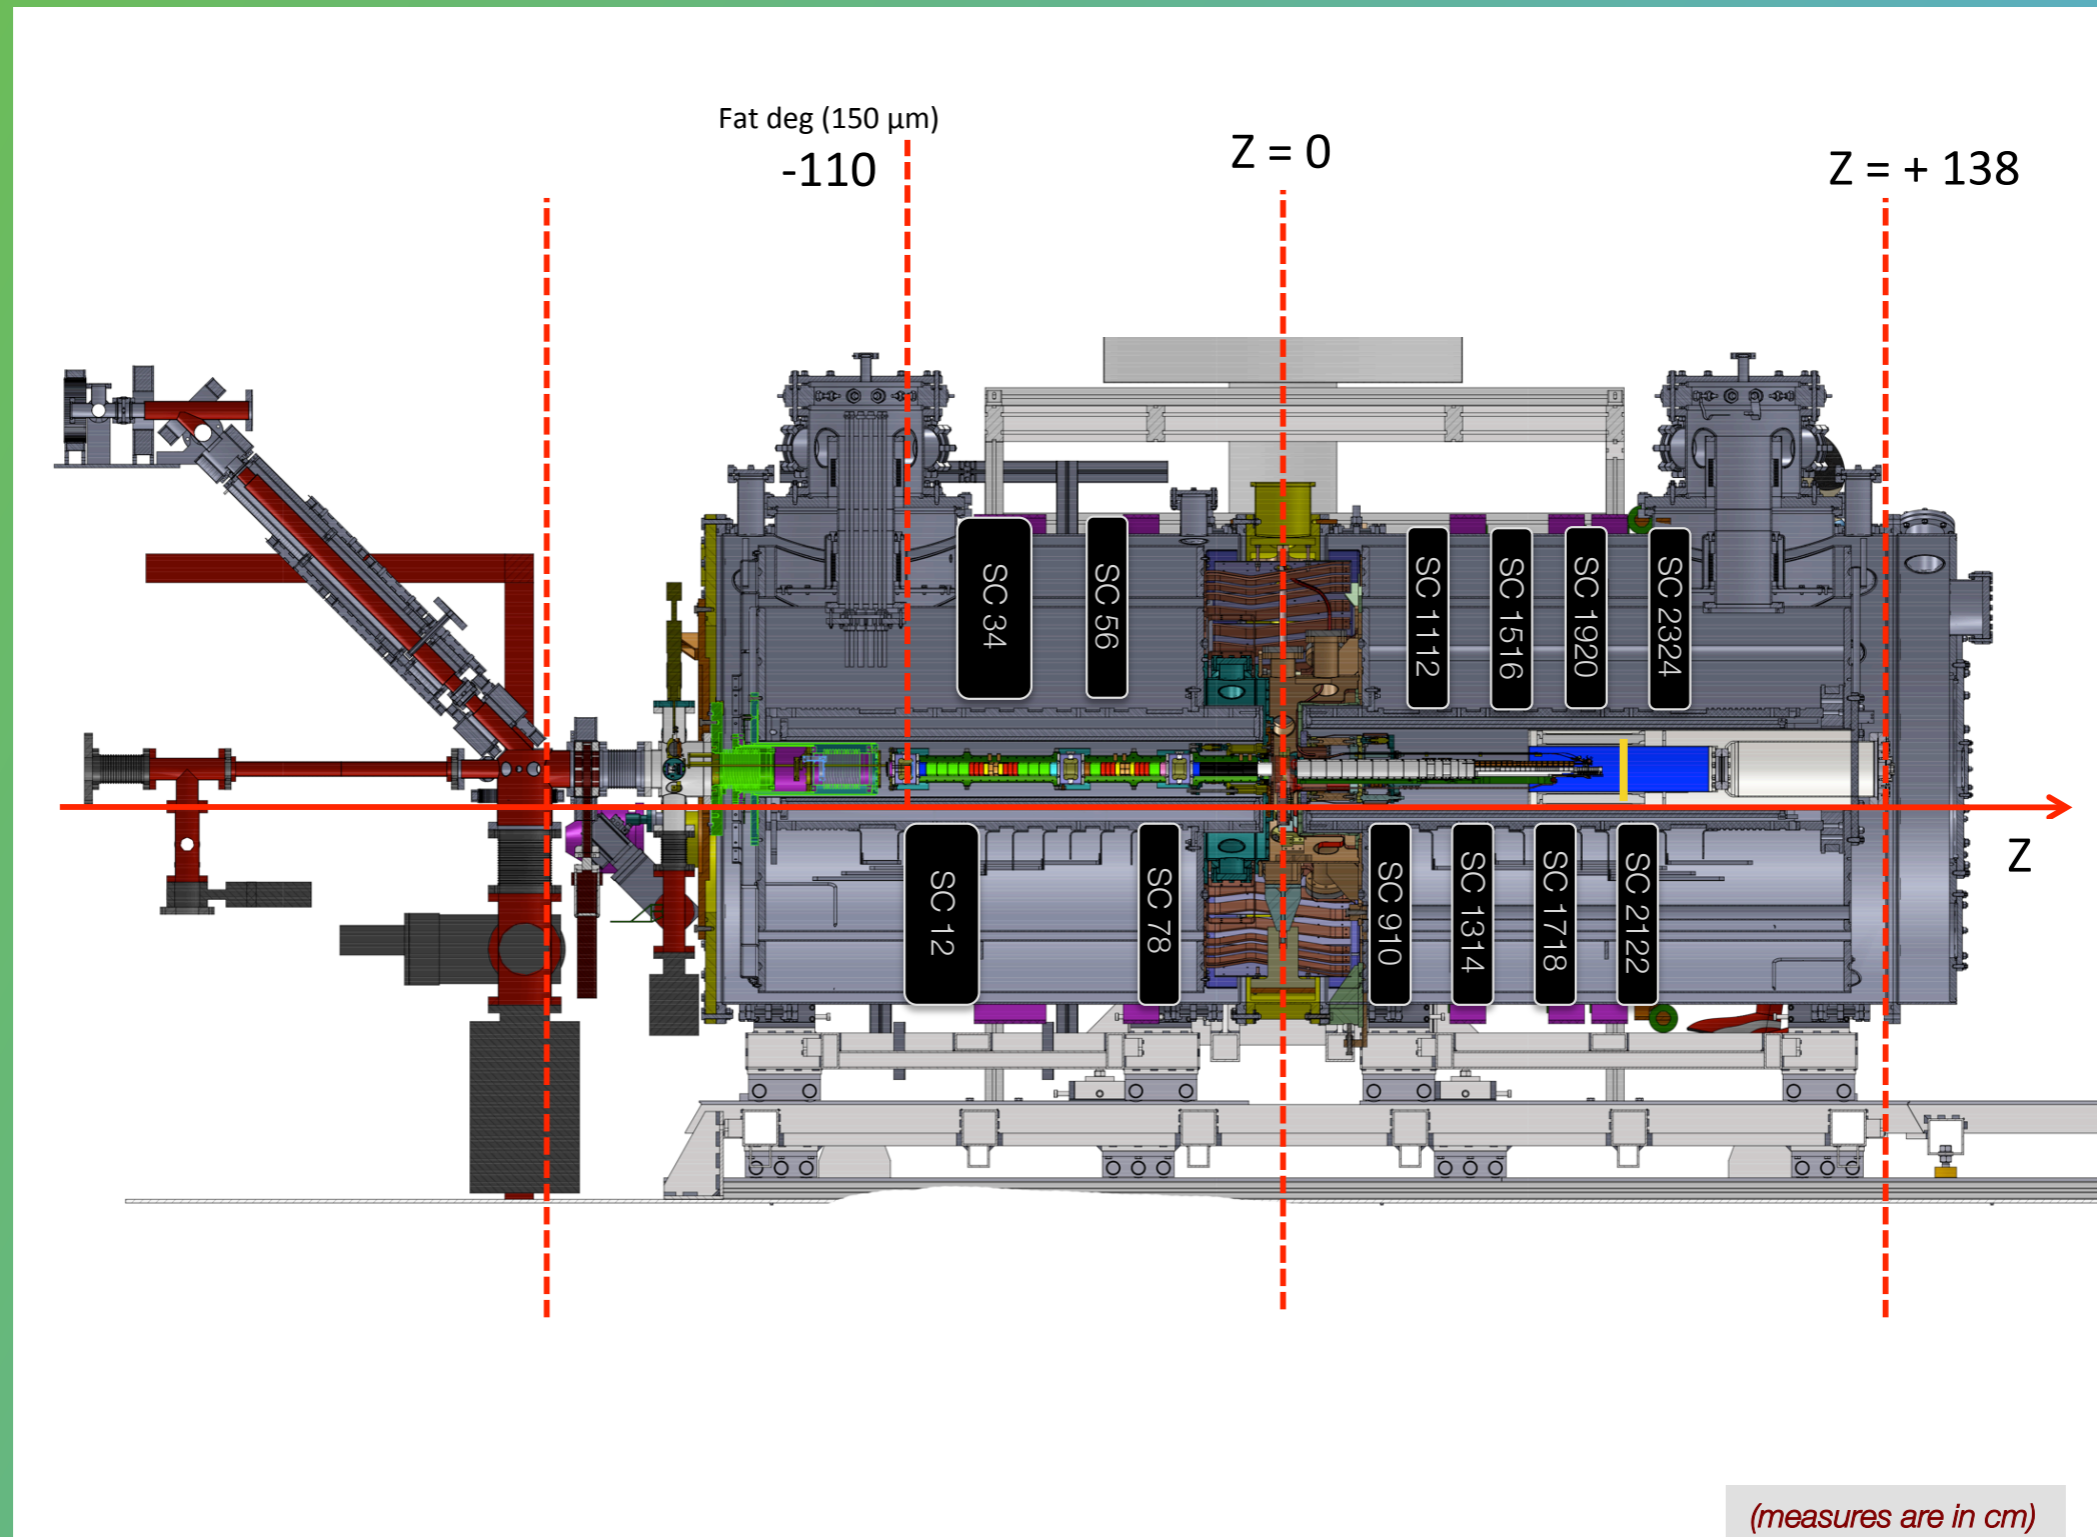 Fat deg (150 µm)
-110
Z = 0
Z = + 138
SC 34
SC 56
SC 1112
SC 1516
SC 1920
SC 2324
Z
SC 12
SC 78
SC 910
SC 1314
SC 1718
SC 2122
(measures are in cm)